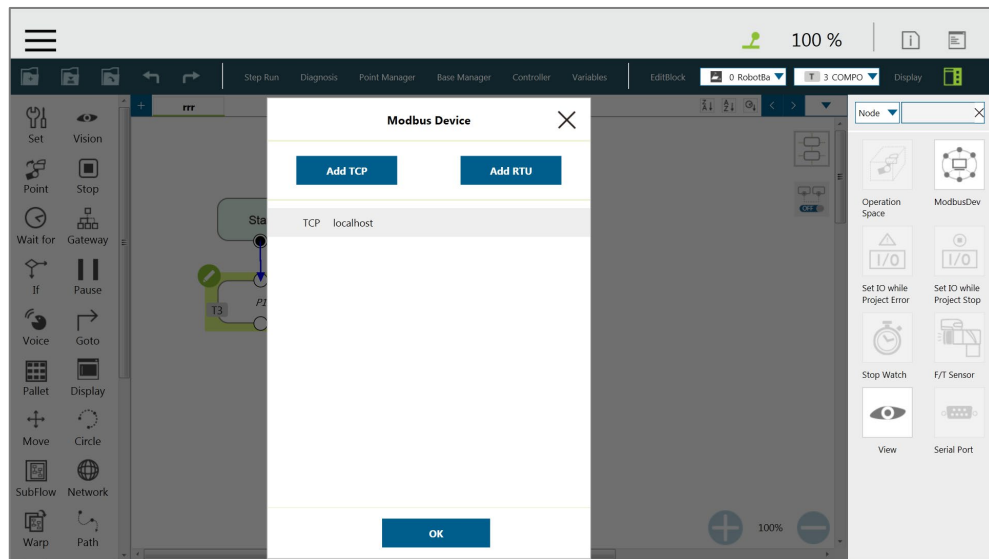 100 %
Step Run Diagnosis Point Manager Base Manager Controller Variables EditBlock 0 RobotBa T 3 COMPO Display
rrr
Set Vision
Point Stop
Wait for Gateway
If Pause
Voice Goto
Pallet Display
Move Circle
SubFlow Network
Warp Path
Sta
T3
P1
Modbus Device
Add TCP Add RTU
TCP localhost
OK
OFF
100%
Node
Operation Space ModbusDev
I/O I/O
Set IO while Project Error Set IO while Project Stop
Stop Watch F/T Sensor
View Serial Port